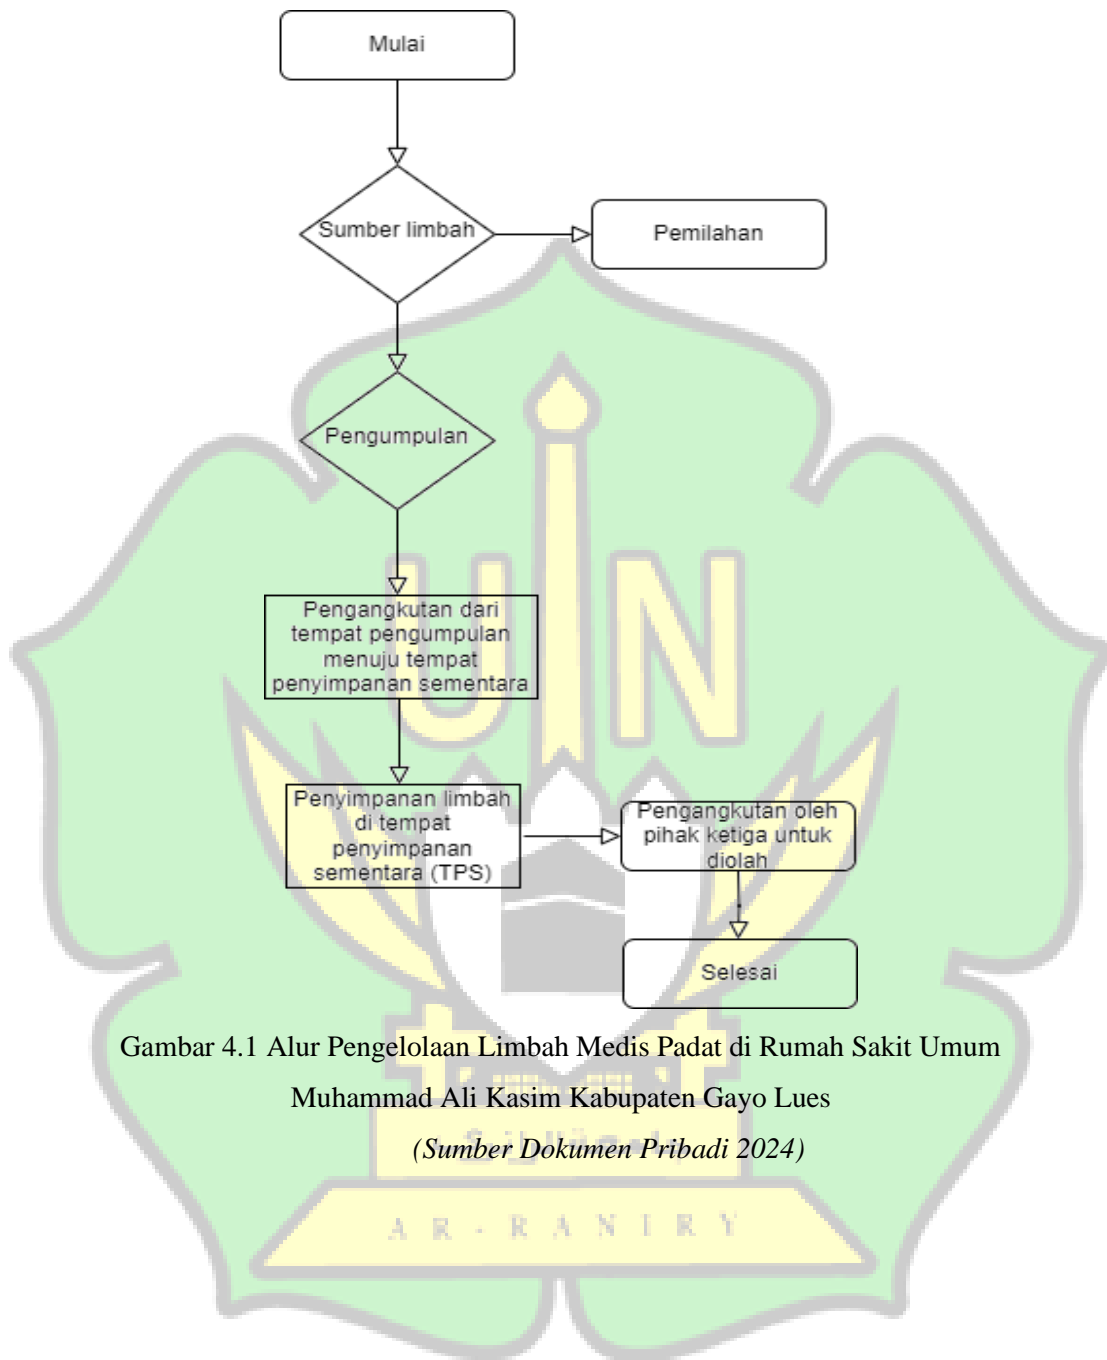 Mulai
Sumber limbah
Pemilahan
Pengumpulan
UIN
Pengangkutan dari
tempat pengumpulan
menuju tempat
penyimpanan sementara
Penyimpanan limbah
di tempat
penyimpanan
sementara (TPS)
Pengangkutan oleh
pihak ketiga untuk
diolah
Selesai
Gambar 4.1 Alur Pengelolaan Limbah Medis Padat di Rumah Sakit Umum
Muhammad Ali Kasim Kabupaten Gayo Lues
(Sumber Dokumen Pribadi 2024)
AR-RANIRY